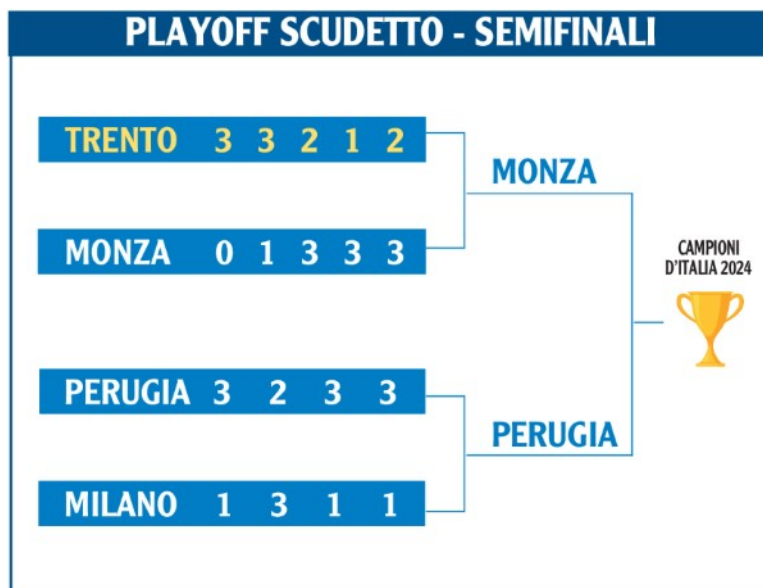 PLAYOFF SCUDETTO - SEMIFINALI
TRENTO 3 3 2 1 2
MONZA
MONZA 0 1 3 3 3
CAMPIONI
D'ITALIA 2024
PERUGIA 3 2 3 3
PERUGIA
MILANO 1 3 1 1